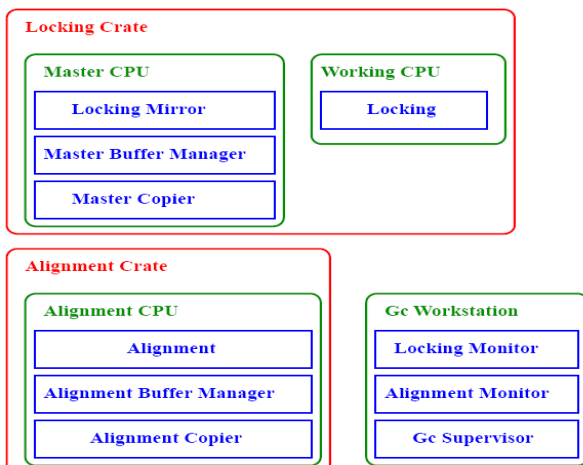 Locking Crate
Master CPU
Locking Mirror
Master Buffer Manager
Master Copier
Working CPU
Locking
Alignment Crate
Alignment CPU
Alignment
Alignment Buffer Manager
Alignment Copier
Gc Workstation
Locking Monitor
Alignment Monitor
Gc Supervisor